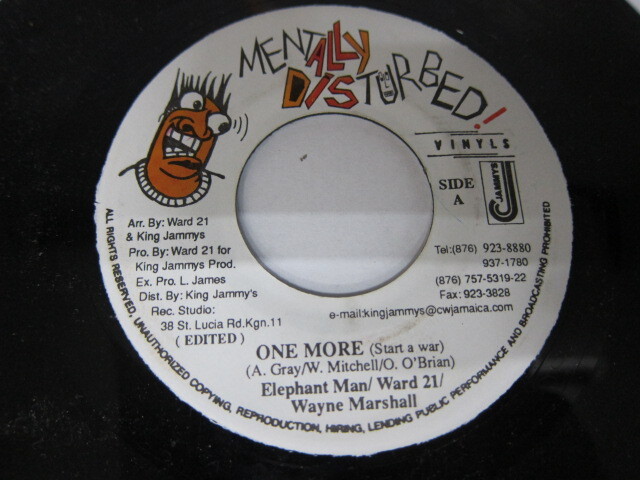 MENTALLY
DISTURBED!
VINYLS
SIDE
A
JAMMYS
Arr. By: Ward 21
& King Jammys
Pro. By: Ward 21 for
King Jammys Prod.
Ex. Pro. L. James
Dist. By: King Jammy's
Rec. Studio:
38 St. Lucia Rd.Kgn.11
( EDITED )
Tel:(876) 923-8880
937-1780
(876) 757-5319-22
Fax: 923-3828
e-mail:kingjammys@cwjamaica.com
ONE MORE (Start a war)
(A. Gray/W. Mitchell/O. O'Brian)
Elephant Man/ Ward 21/
Wayne Marshall
ALL RIGHTS RESERVED, UNAUTHORIZED COPYING, REPRODUCTION, HIRING, LENDING PUBLIC PERFORMANCE AND BROADCASTING PROHIBITED